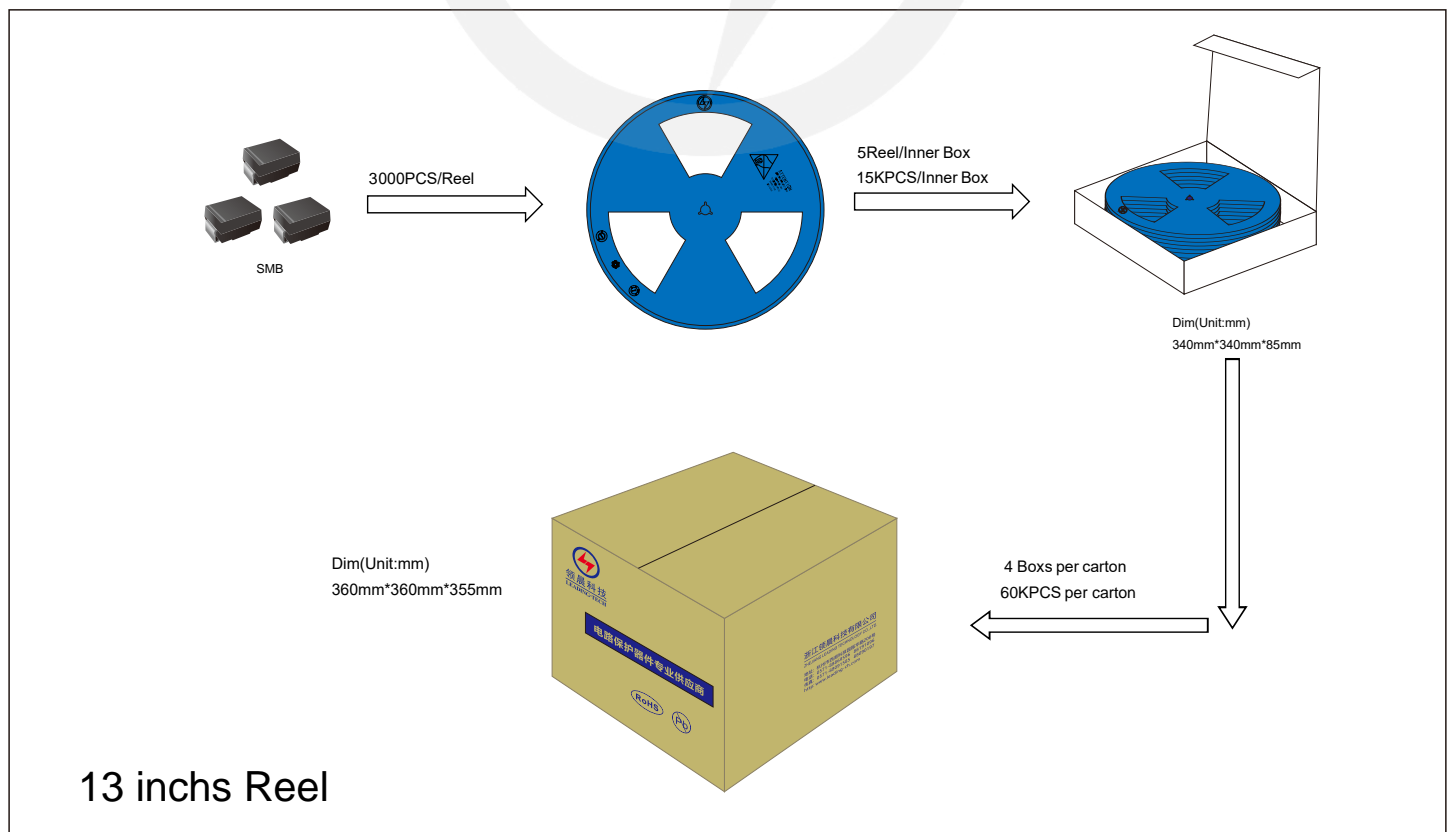 3000PCS/Reel
SMB
5Reel/Inner Box
15KPCS/Inner Box
Dim(Unit:mm)
340mm*340mm*85mm
4 Boxs per carton
60KPCS per carton
Dim(Unit:mm)
360mm*360mm*355mm
领晨科技
LEADING-TECH
电路保护器件专业供应商
RoHS
Pb
浙江领晨科技有限公司
13 inchs Reel